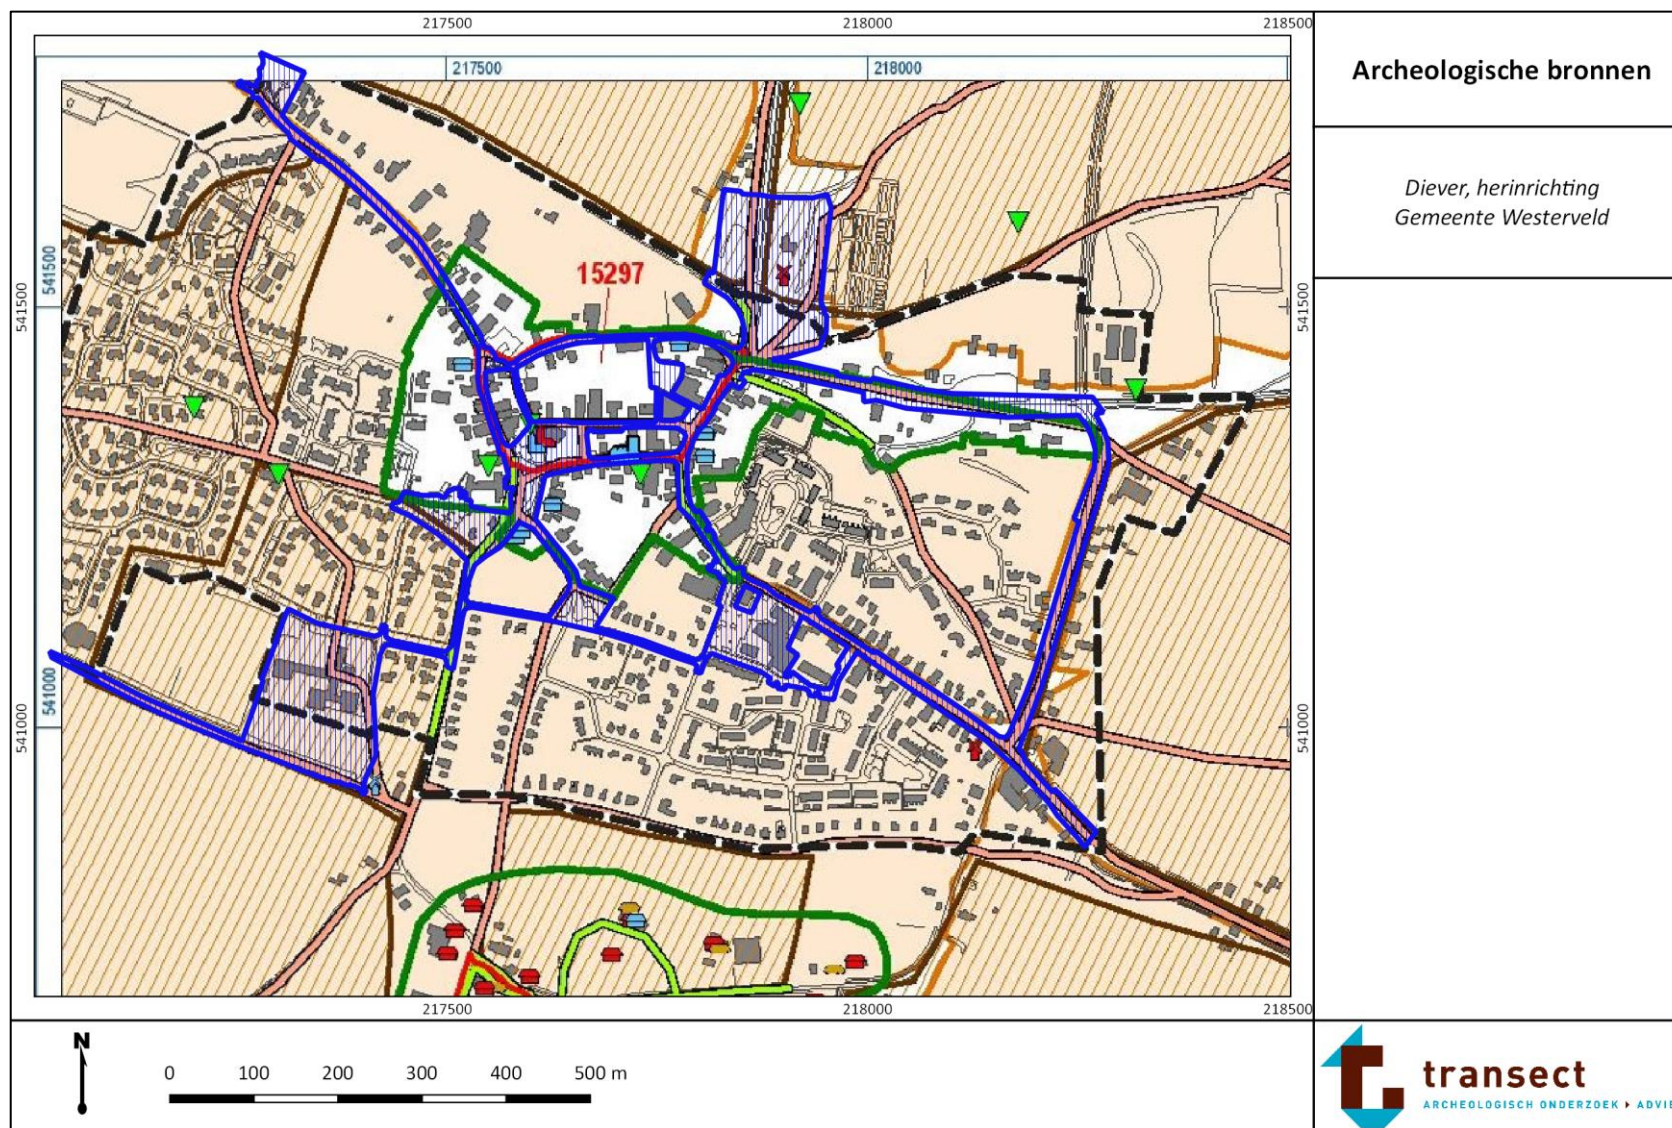 217500
218000
218500
217500
218000
Archeologische bronnen
Diever, herinrichting
Gemeente Westerveld
541500
541500
15297
541500
541000
541000
541000
217500
218000
218500
N
0 100 200 300 400 500 m
transect
ARCHEOLOGISCH ONDERZOEK ADVIE